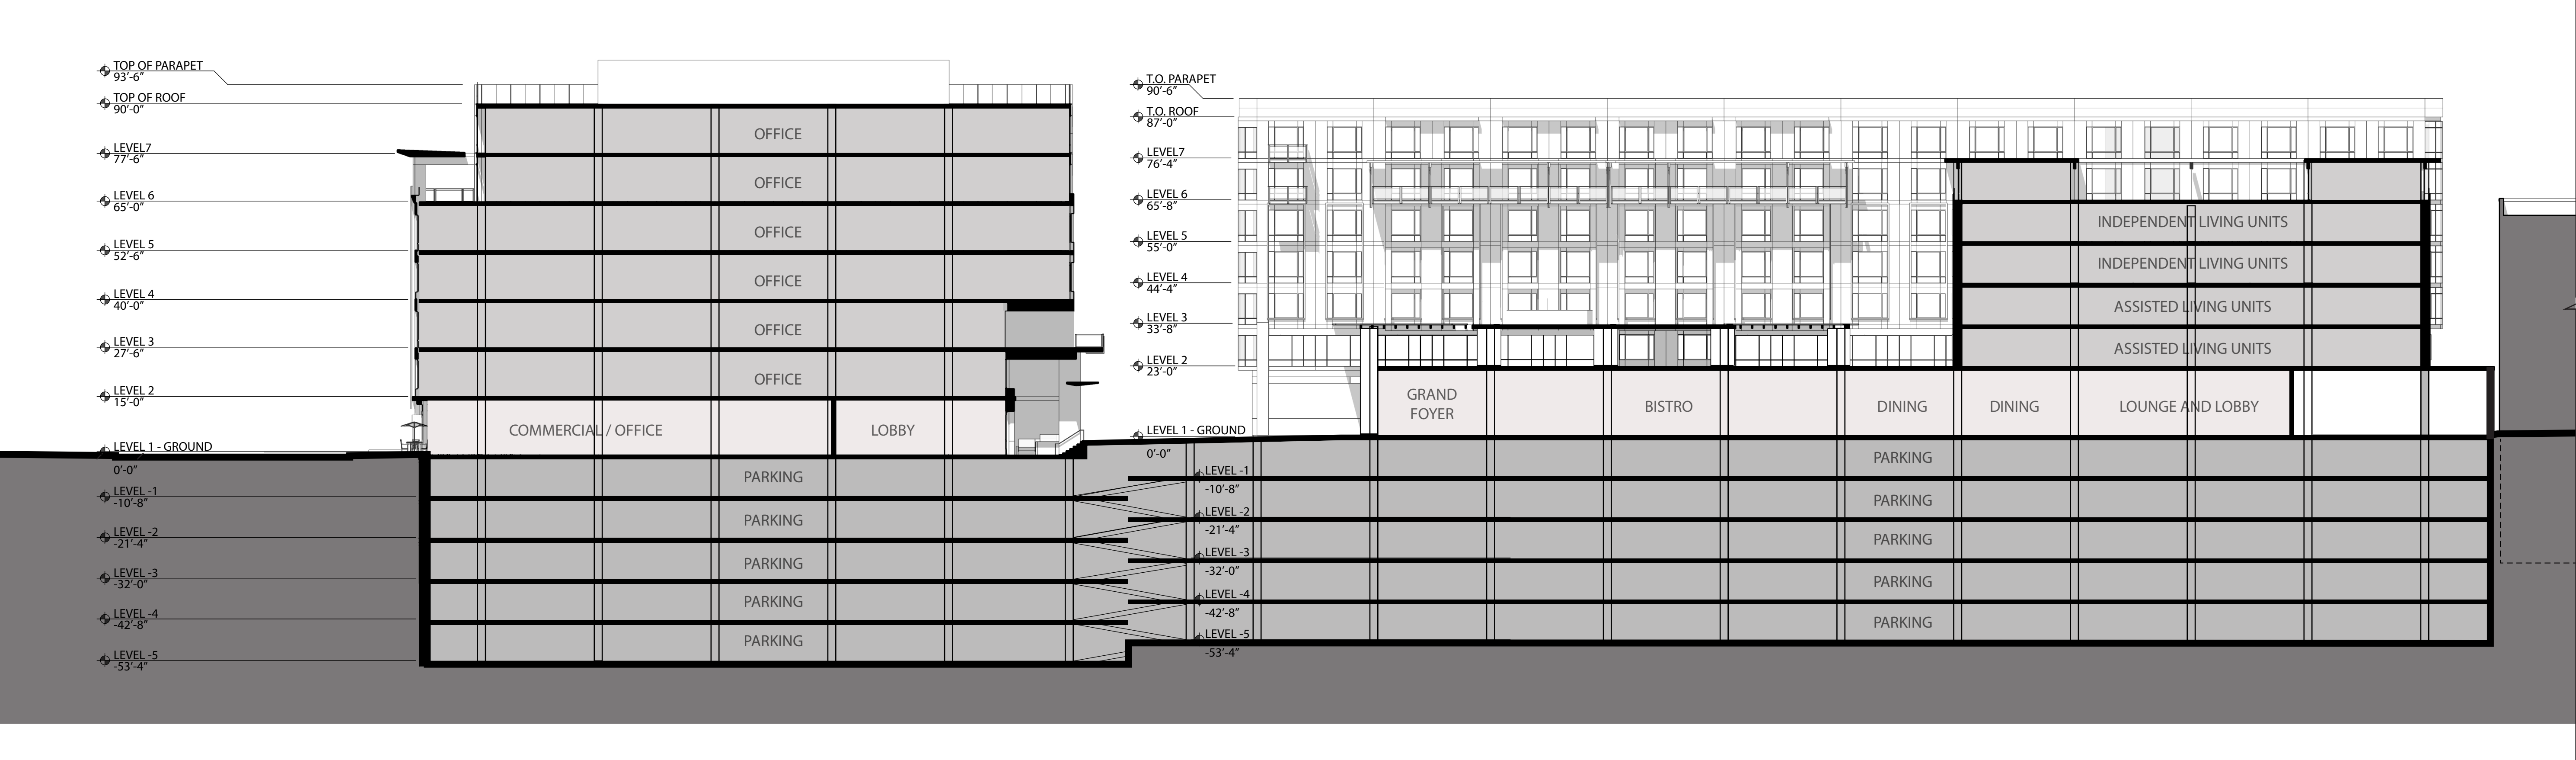 TOP OF PARAPET
93'-6"
TOP OF ROOF
90'-0"
LEVEL7
77'-6"
LEVEL 6
65'-0"
LEVEL 5
52'-6"
LEVEL 4
40'-0"
LEVEL 3
27'-6"
LEVEL 2
15'-0"
LEVEL 1 - GROUND
0'-0"
LEVEL -1
-10'-8"
LEVEL -2
-21'-4"
LEVEL -3
-32'-0"
LEVEL -4
-42'-8"
LEVEL -5
-53'-4"
OFFICE
OFFICE
OFFICE
OFFICE
OFFICE
OFFICE
COMMERCIAL / OFFICE
LOBBY
PARKING
PARKING
PARKING
PARKING
PARKING
T.O. PARAPET
90'-6"
T.O. ROOF
87'-0"
LEVEL7
76'-4"
LEVEL 6
65'-8"
LEVEL 5
55'-0"
LEVEL 4
44'-4"
LEVEL 3
33'-8"
LEVEL 2
23'-0"
LEVEL 1 - GROUND
0'-0"
LEVEL -1
-10'-8"
LEVEL -2
-21'-4"
LEVEL -3
-32'-0"
LEVEL -4
-42'-8"
LEVEL -5
-53'-4"
INDEPENDENT LIVING UNITS
INDEPENDENT LIVING UNITS
ASSISTED LIVING UNITS
ASSISTED LIVING UNITS
GRAND
FOYER
BISTRO
DINING
DINING
LOUNGE AND LOBBY
PARKING
PARKING
PARKING
PARKING
PARKING